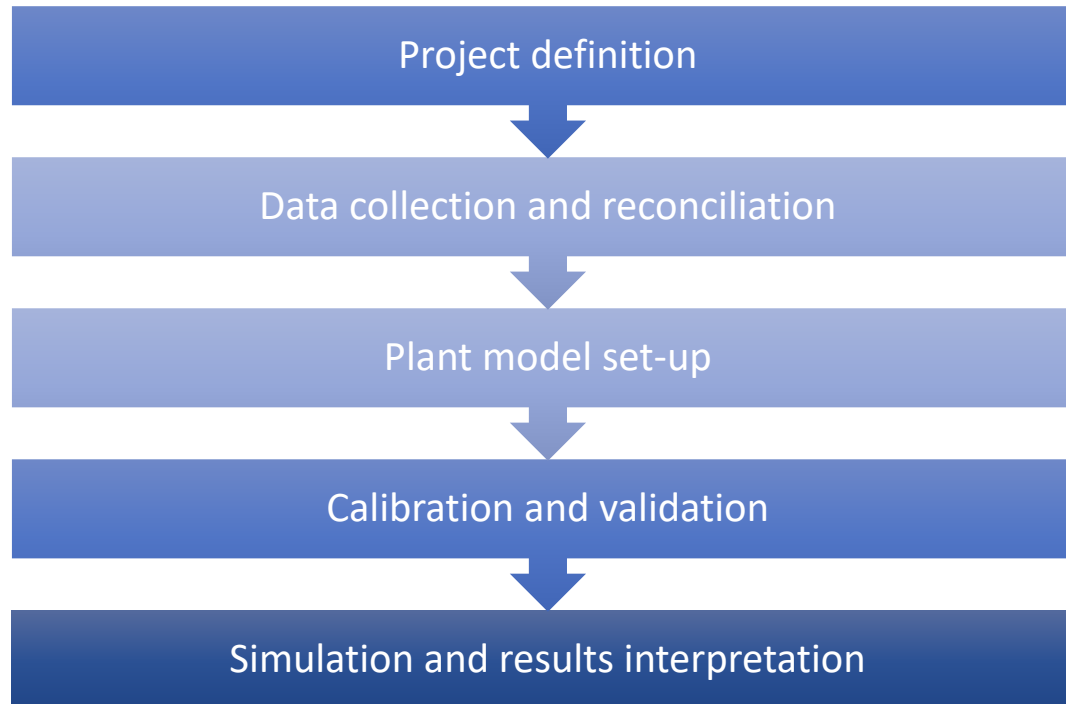 Project definition
Data collection and reconciliation
Plant model set-up
Calibration and validation
Simulation and results interpretation